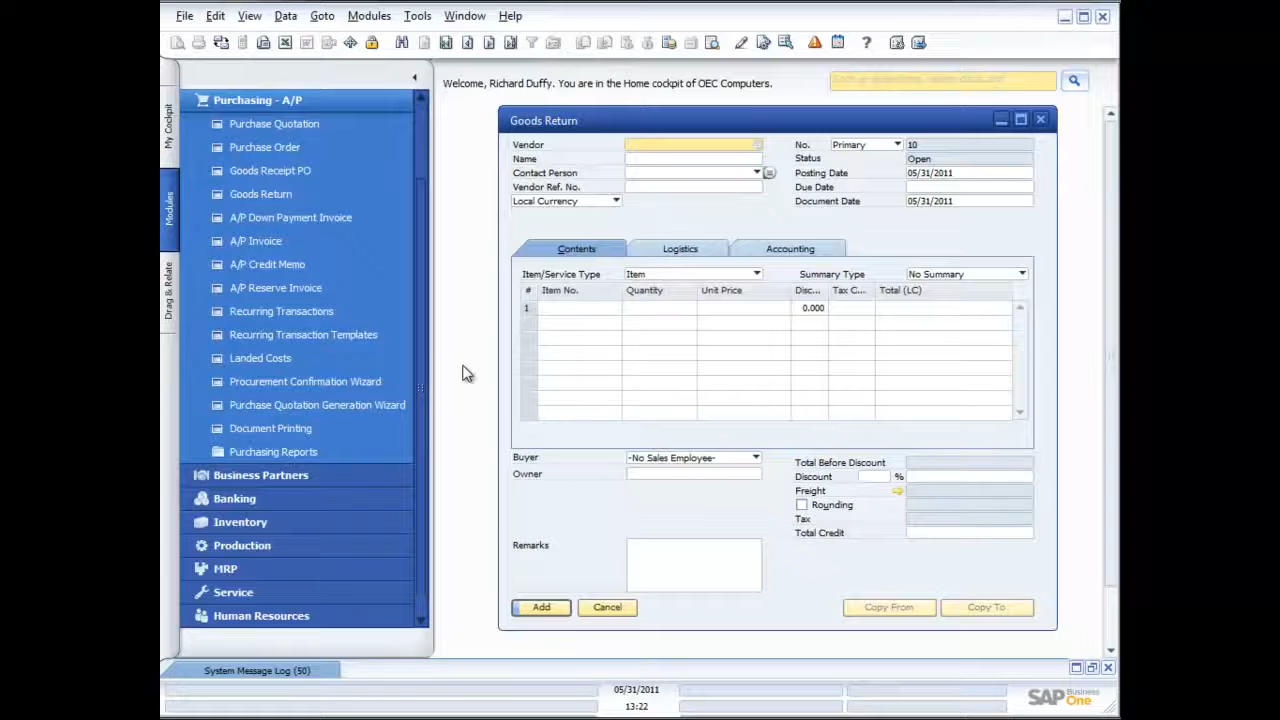 File Edit View Data Goto Modules Tools Window Help
Welcome, Richard Duffy. You are in the Home cockpit of OEC Computers.
My Cockpit
Modules
Drag & Relate
Purchasing - A/P
Purchase Quotation
Purchase Order
Goods Receipt PO
Goods Return
A/P Down Payment Invoice
A/P Invoice
A/P Credit Memo
A/P Reserve Invoice
Recurring Transactions
Recurring Transaction Templates
Landed Costs
Procurement Confirmation Wizard
Purchase Quotation Generation Wizard
Document Printing
Purchasing Reports
Business Partners
Banking
Inventory
Production
MRP
Service
Human Resources
Goods Return
Vendor
Name
Contact Person
Vendor Ref. No.
Local Currency
No. Primary 10
Status Open
Posting Date 05/31/2011
Due Date
Document Date 05/31/2011
Contents Logistics Accounting
Item/Service Type Item Summary Type No Summary
# Item No. Quantity Unit Price Disc... Tax C... Total (LC)
1 0.000
Buyer -No Sales Employee-
Owner
Total Before Discount
Discount %
Freight
Rounding
Tax
Total Credit
Remarks
Add Cancel Copy From Copy To
System Message Log (50)
05/31/2011
13:22
SAP Business One